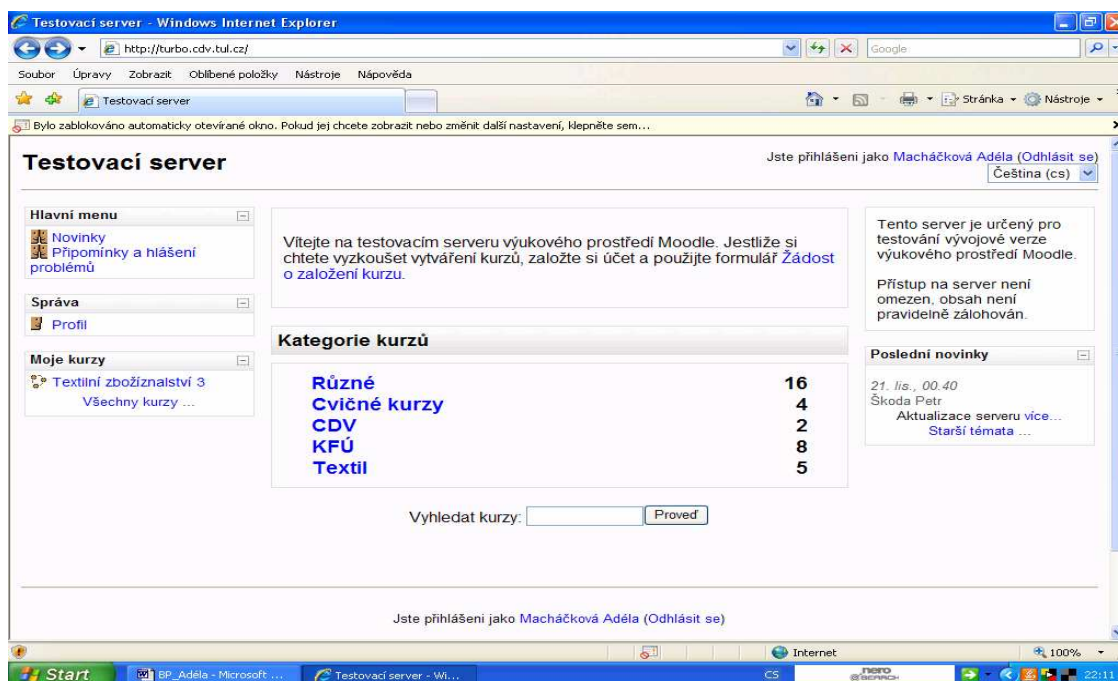 Testovací server - Windows Internet Explorer
http://turbo.cdv.tul.cz/
Google
Soubor Úpravy Zobrazit Oblíbené položky Nástroje Nápověda
Testovací server
Stránka Nástroje
Bylo zablokováno automaticky otevírané okno. Pokud jej chcete zobrazit nebo změnit další nastavení, klepněte sem...
Testovací server
Jste přihlášeni jako Macháčková Adéla (Odhlásit se)
Čeština (cs)
Hlavní menu
Novinky
Připomínky a hlášení
problémů
Správa
Profil
Moje kurzy
Textilní zbožíznalství 3
Všechny kurzy ...
Vítejte na testovacím serveru výukového prostředí Moodle. Jestliže si
chtete vyzkoušet vytváření kurzů, založte si účet a použijte formulář Žádost
o založení kurzu.
Kategorie kurzů
Různé 16
Cvičné kurzy 4
CDV 2
KFÚ 8
Textil 5
Vyhledat kurzy: Proveď
Tento server je určený pro
testování vývojové verze
výukového prostředí Moodle.
Přístup na server není
omezen, obsah není
pravidelně zálohován.
Poslední novinky
21. lis., 00.40
Škoda Petr
Aktualizace serveru více...
Starší témata ...
Jste přihlášeni jako Macháčková Adéla (Odhlásit se)
Internet 100%
Start BP_Adéla - Microsoft ... Testovací server - Wi... CS nero SEARCH 22:11